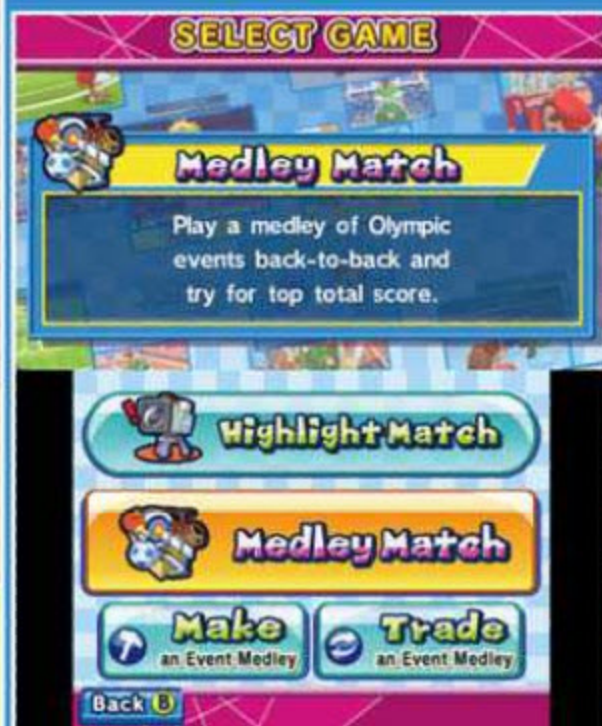 SELECT GAME
Medley Match
Play a medley of Olympic
events back-to-back and
try for top total score.
Highlight Match
Medley Match
Make
an Event Medley
Trade
an Event Medley
Back B